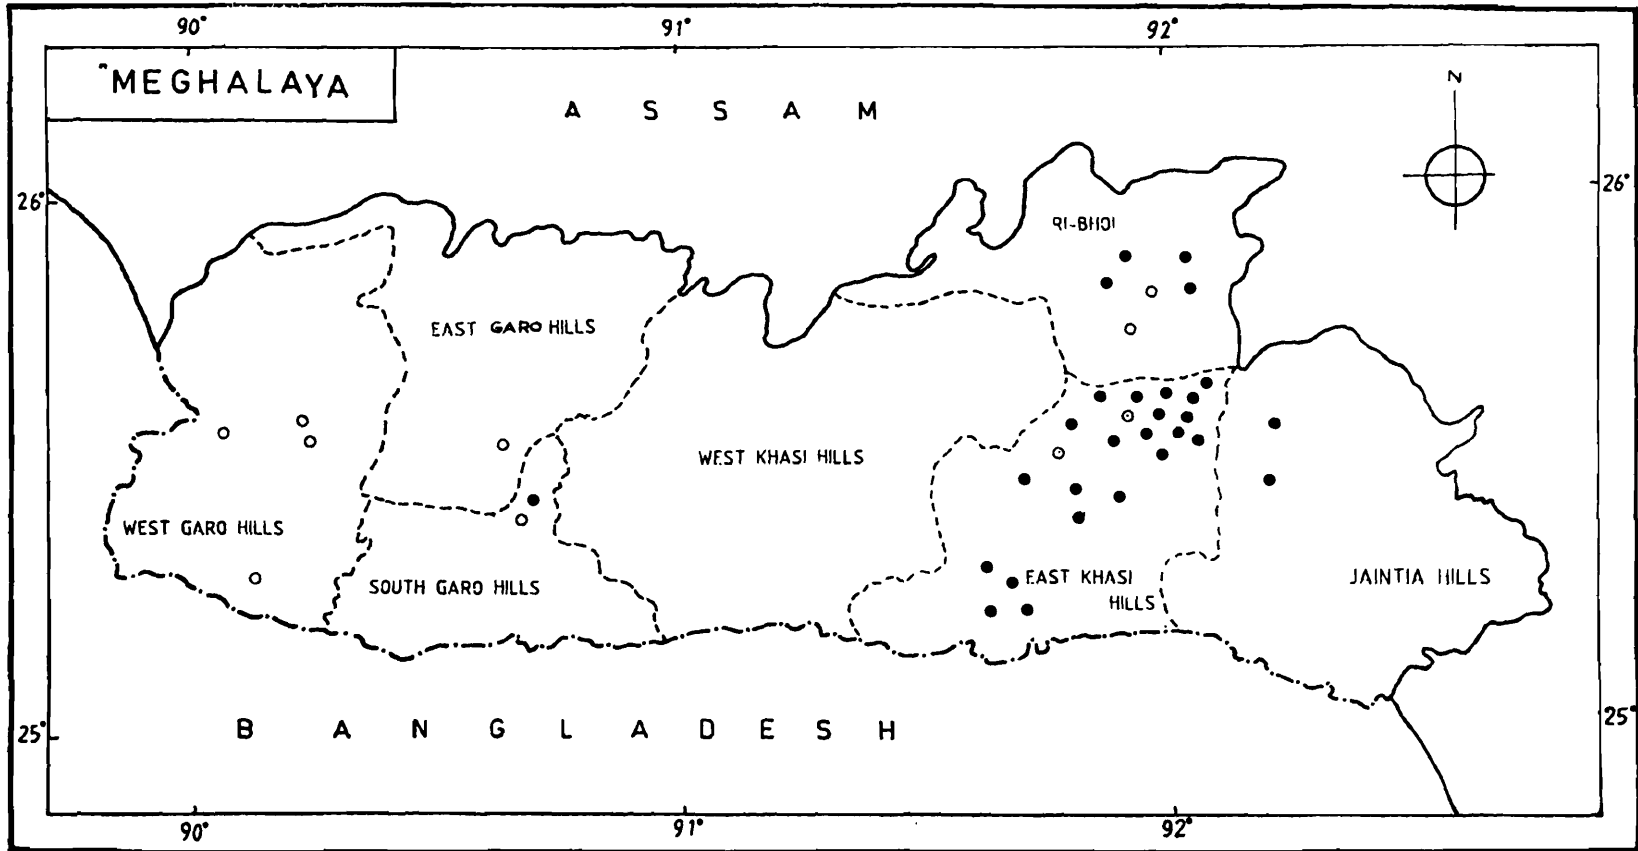 90° 91° 92°
MEGHALAYA
N
A S S A M
26° 26°
RI-BHOI
EAST GARO HILLS
WEST KHASI HILLS
WEST GARO HILLS
SOUTH GARO HILLS
EAST KHASI
HILLS
JAINTIA HILLS
25° 25°
B A N G L A D E S H
90° 91° 92°